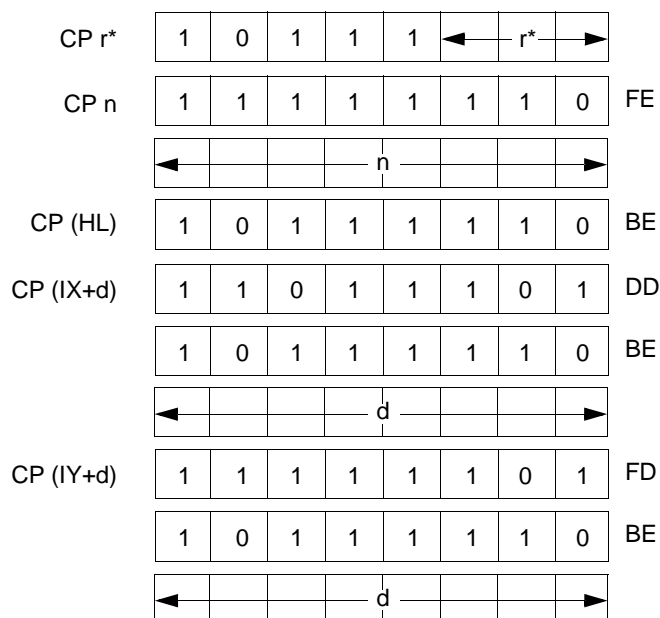 CP r* 1 0 1 1 1 r*
CP n 1 1 1 1 1 1 1 0 FE
n
CP (HL) 1 0 1 1 1 1 1 0 BE
CP (IX+d) 1 1 0 1 1 1 0 1 DD
1 0 1 1 1 1 1 0 BE
d
CP (IY+d) 1 1 1 1 1 1 0 1 FD
1 0 1 1 1 1 1 0 BE
d